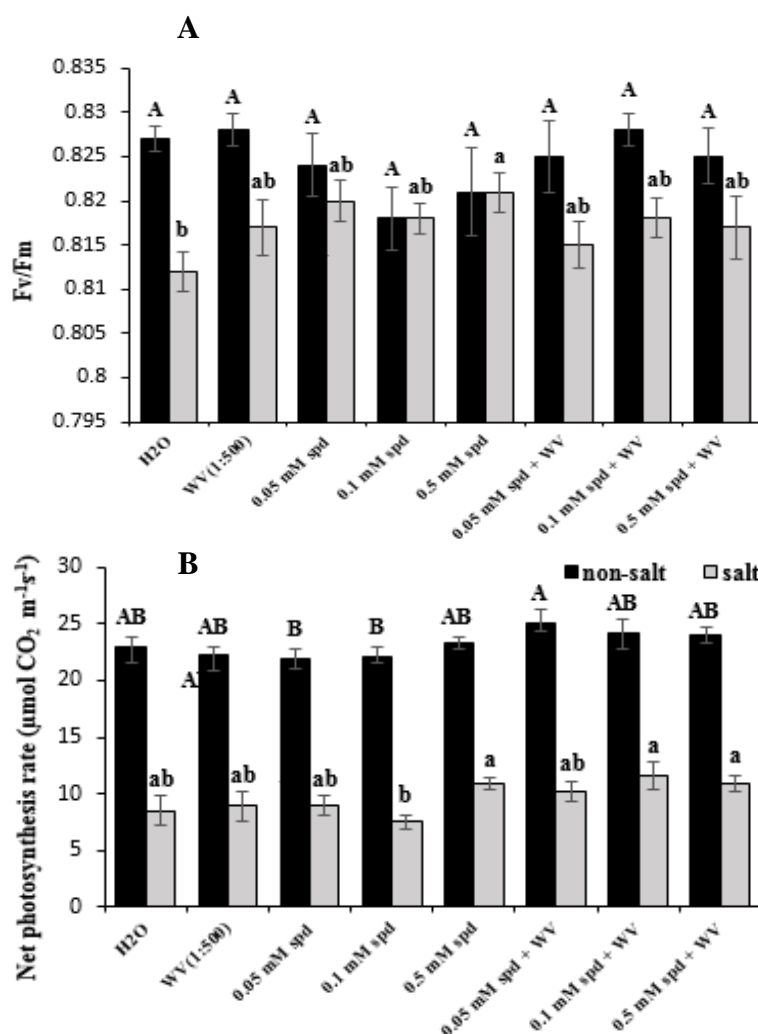 A
0.835
0.83
0.825
0.82
0.815
0.81
0.805
0.8
0.795
Fv/Fm
A A A A A A A A
b ab ab ab a ab ab ab
H2O
WV(1:500)
0.05 mM spd
0.1 mM spd
0.5 mM spd
0.05 mM spd + WV
0.1 mM spd + WV
0.5 mM spd + WV
B
non-salt salt
30
25
20
15
10
5
0
Net photosynthesis rate (µmol CO₂ m⁻¹s⁻¹)
AB AB B B AB A AB AB
ab ab ab b a ab a a
H2O
WV(1:500)
0.05 mM spd
0.1 mM spd
0.5 mM spd
0.05 mM spd + WV
0.1 mM spd + WV
0.5 mM spd + WV